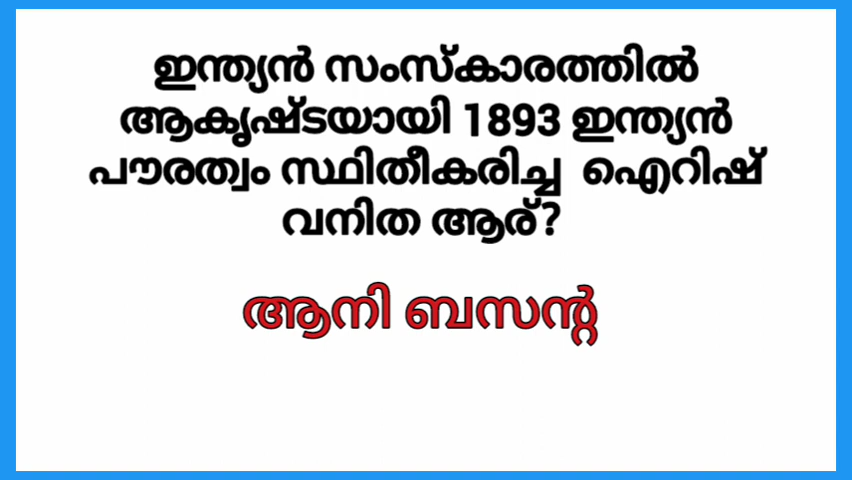 ഇന്ത്യൻ സംസ്കാരത്തിൽ
ആകൃഷ്ടയായി 1893 ഇന്ത്യൻ
പൗരത്വം സ്ഥിതീകരിച്ച ഐറിഷ്
വനിത ആര്?
ആനി ബസന്റ